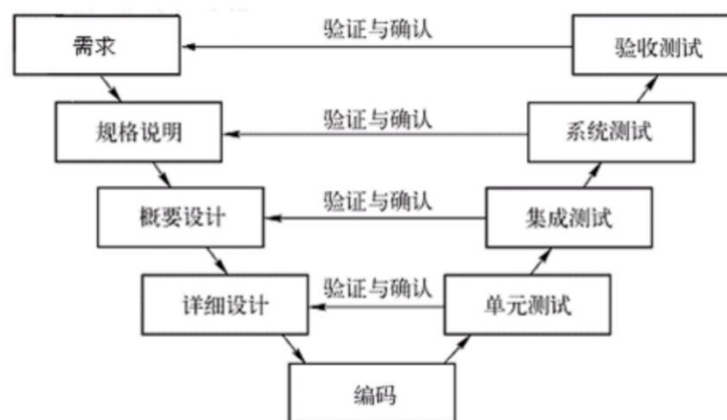 需求
验证与确认
验收测试
规格说明
验证与确认
系统测试
概要设计
验证与确认
集成测试
详细设计
验证与确认
单元测试
编码